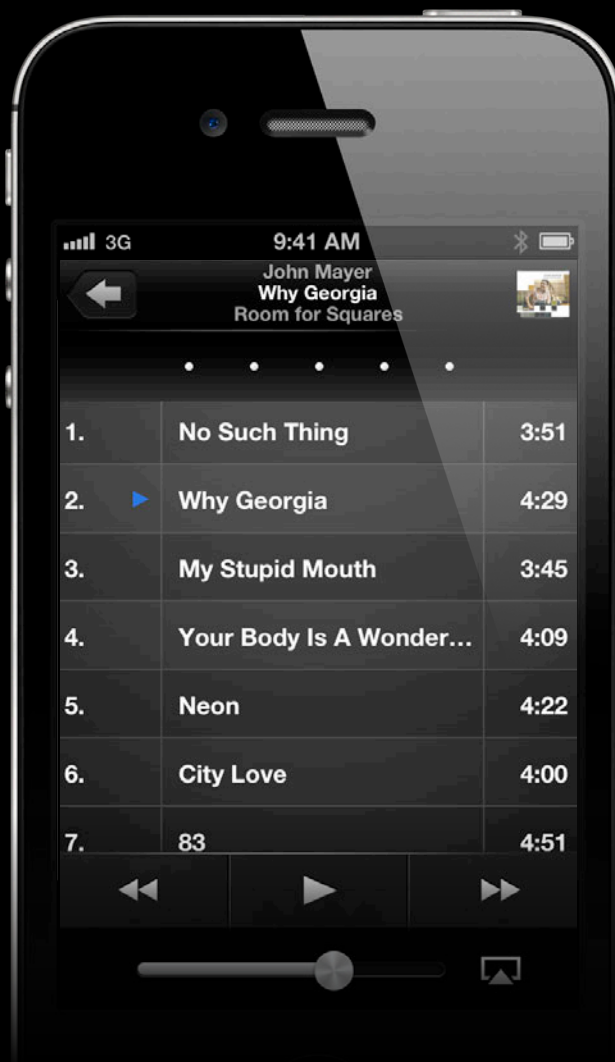 3G 9:41 AM
John Mayer
Why Georgia
Room for Squares
1. No Such Thing 3:51
2. Why Georgia 4:29
3. My Stupid Mouth 3:45
4. Your Body Is A Wonder... 4:09
5. Neon 4:22
6. City Love 4:00
7. 83 4:51